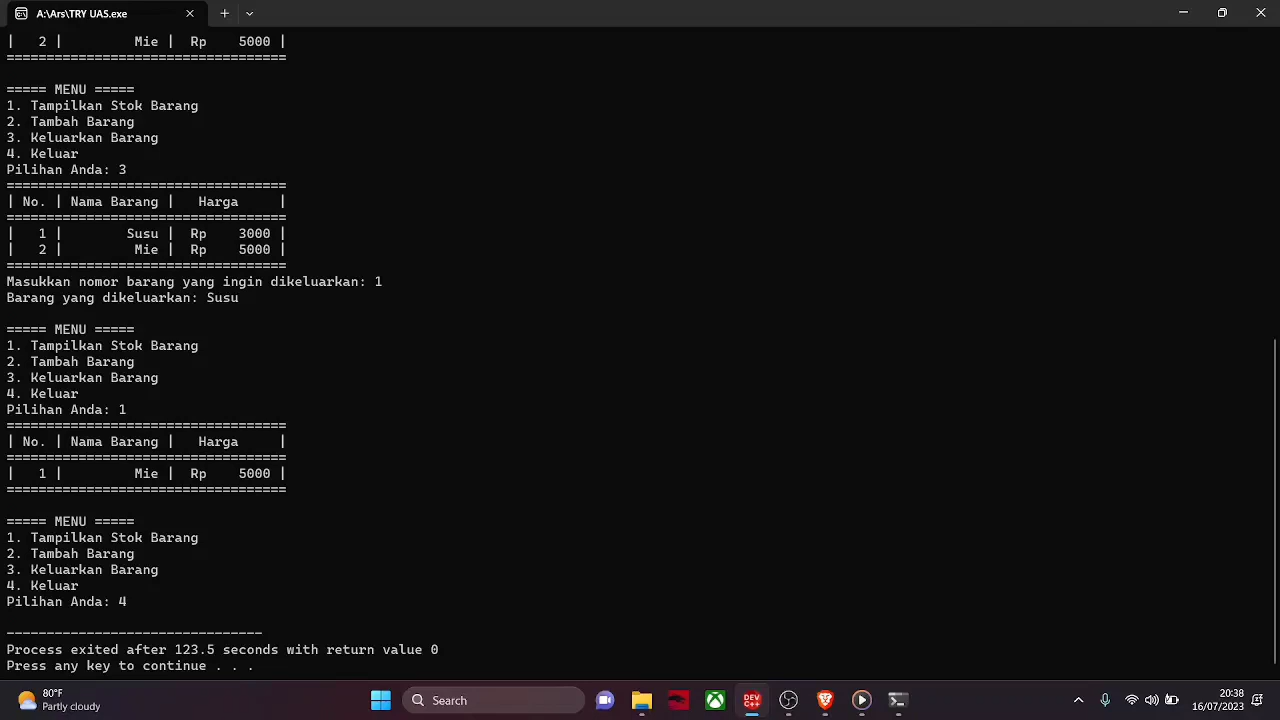 A:\Ars\TRY UAS.exe
|   2 |         Mie |  Rp    5000 |
===================================
===== MENU =====
1. Tampilkan Stok Barang
2. Tambah Barang
3. Keluarkan Barang
4. Keluar
Pilihan Anda: 3
===================================
| No. | Nama Barang |   Harga     |
===================================
|   1 |        Susu |  Rp    3000 |
|   2 |         Mie |  Rp    5000 |
===================================
Masukkan nomor barang yang ingin dikeluarkan: 1
Barang yang dikeluarkan: Susu
===== MENU =====
1. Tampilkan Stok Barang
2. Tambah Barang
3. Keluarkan Barang
4. Keluar
Pilihan Anda: 1
===================================
| No. | Nama Barang |   Harga     |
===================================
|   1 |         Mie |  Rp    5000 |
===================================
===== MENU =====
1. Tampilkan Stok Barang
2. Tambah Barang
3. Keluarkan Barang
4. Keluar
Pilihan Anda: 4
--------------------------------
Process exited after 123.5 seconds with return value 0
Press any key to continue . . .
80°F
Partly cloudy
Search
DEV
C++
20:38
16/07/2023